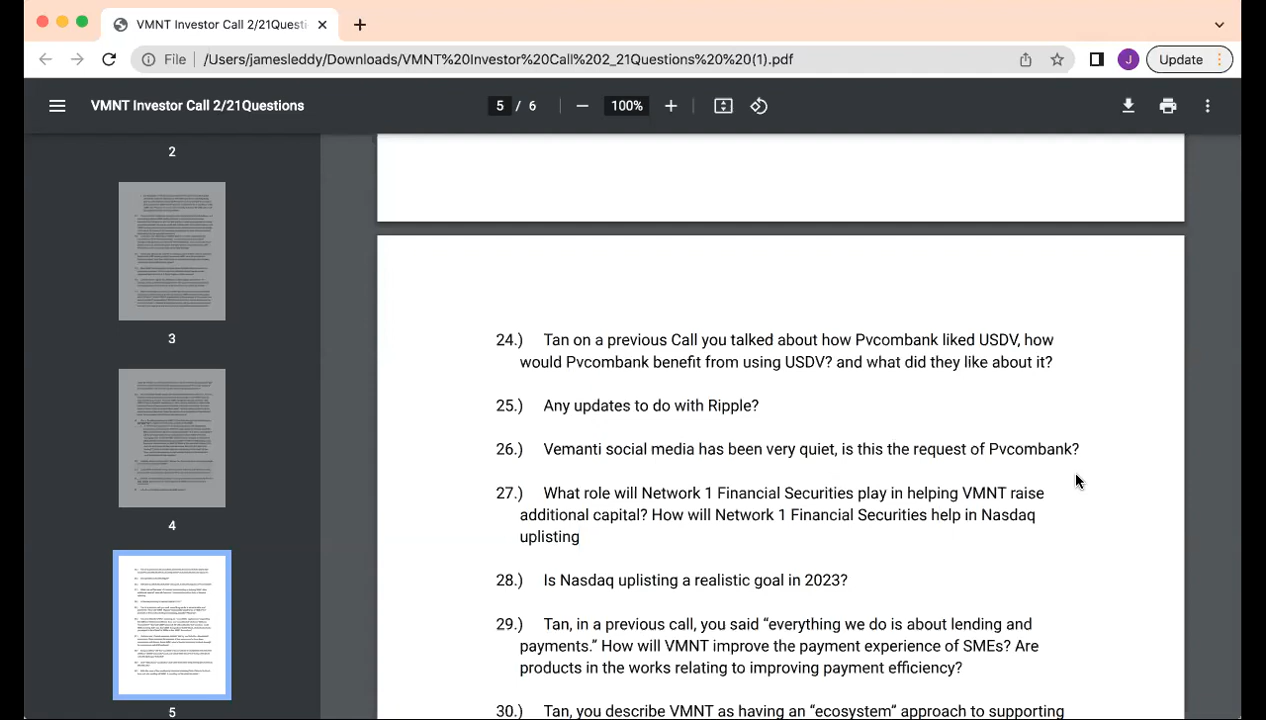 VMNT Investor Call 2/21Questi
File
/Users/jamesleddy/Downloads/VMNT%20Investor%20Call%202_21Questions%20%20(1).pdf
J
Update
VMNT Investor Call 2/21Questions
5 / 6
100%
2
3
4
5
24.) Tan on a previous Call you talked about how Pvcombank liked USDV, how
would Pvcombank benefit from using USDV? and what did they like about it?
25.) Any updates to do with Ripple?
26.) Vemanti social media has been very quiet, is this the request of Pvcombank?
27.) What role will Network 1 Financial Securities play in helping VMNT raise
additional capital? How will Network 1 Financial Securities help in Nasdaq
uplisting
28.) Is Nasdaq uplisting a realistic goal in 2023?
29.) Tan, in a previous call, you said “everything we do is about lending and
payments.” How will VMNT improve the payment experience of SMEs? Are
products in the works relating to improving payment efficiency?
30.) Tan, you describe VMNT as having an “ecosystem” approach to supporting